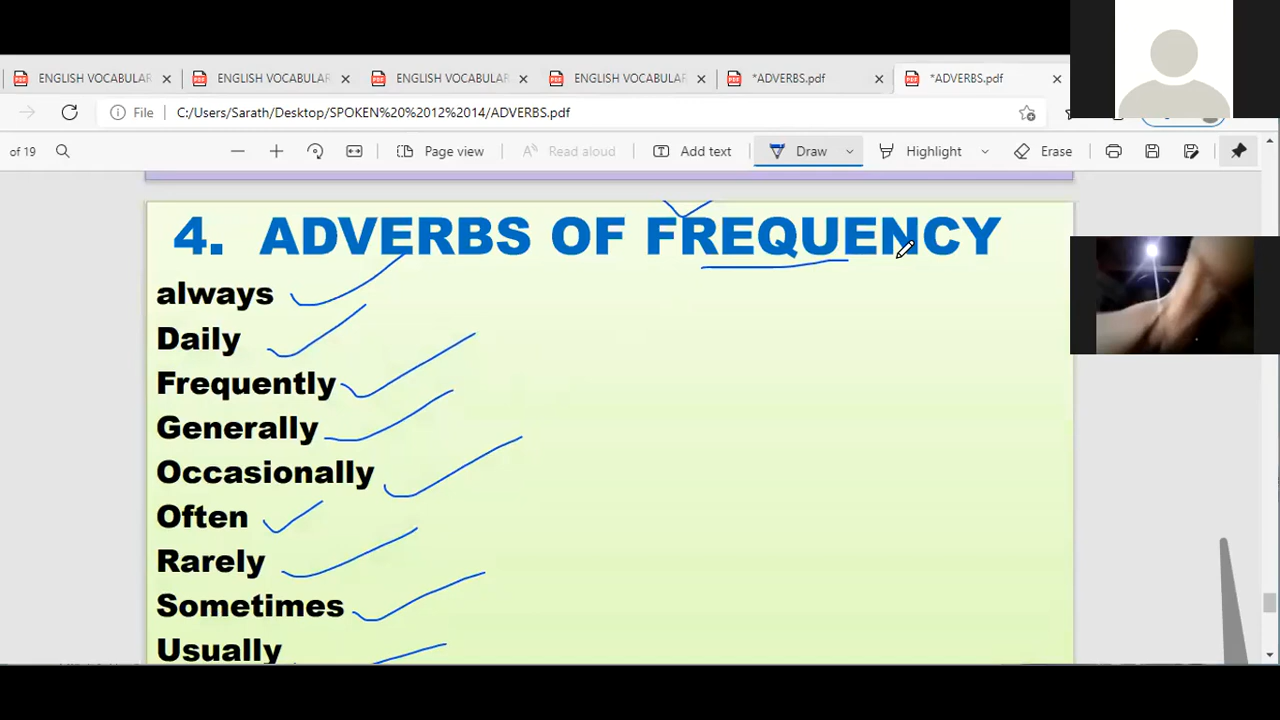 ENGLISH VOCABULAR
ENGLISH VOCABULAR
ENGLISH VOCABULAR
ENGLISH VOCABULAR
*ADVERBS.pdf
*ADVERBS.pdf
File C:/Users/Sarath/Desktop/SPOKEN%20%2012%2014/ADVERBS.pdf
of 19 Page view Read aloud Add text Draw Highlight Erase
4. ADVERBS OF FREQUENCY
always
Daily
Frequently
Generally
Occasionally
Often
Rarely
Sometimes
Usually